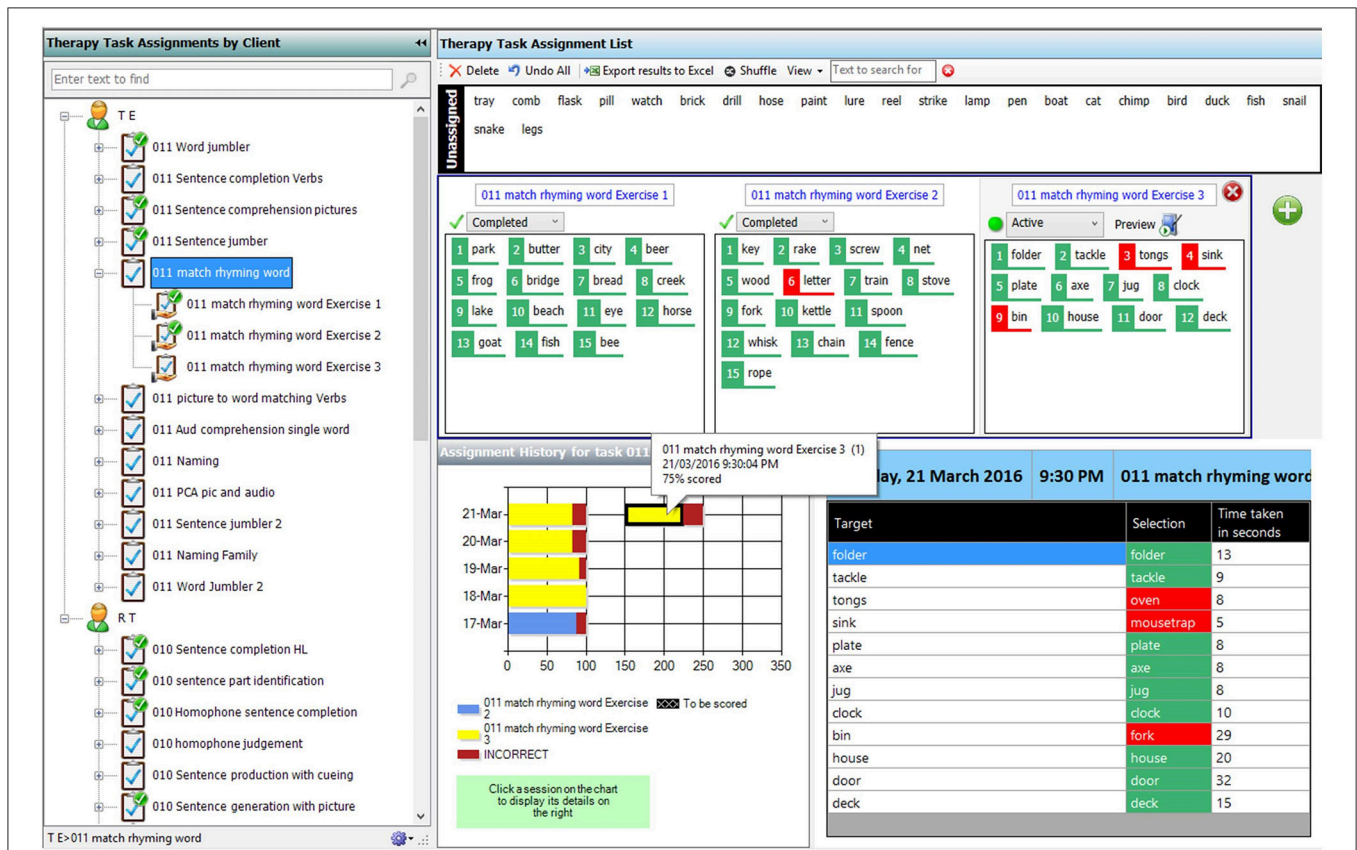 Therapy Task Assignments by Client
Enter text to find
T E
011 Word jumbler
011 Sentence completion Verbs
011 Sentence comprehension pictures
011 Sentence jumber
011 match rhyming word
011 match rhyming word Exercise 1
011 match rhyming word Exercise 2
011 match rhyming word Exercise 3
011 picture to word matching Verbs
011 Aud comprehension single word
011 Naming
011 PCA pic and audio
011 Sentence jumbler 2
011 Naming Family
011 Word Jumbler 2
R T
010 Sentence completion HL
010 sentence part identification
010 Homophone sentence completion
010 homophone judgement
010 Sentence production with cueing
010 Sentence generation with picture
T E>011 match rhyming word
Therapy Task Assignment List
Delete Undo All Export results to Excel Shuffle View Text to search for
Unassigned
tray comb flask pill watch brick drill hose paint lure reel strike lamp pen boat cat chimp bird duck fish snail
snake legs
011 match rhyming word Exercise 1
Completed
1 park 2 butter 3 city 4 beer
5 frog 6 bridge 7 bread 8 creek
9 lake 10 beach 11 eye 12 horse
13 goat 14 fish 15 bee
011 match rhyming word Exercise 2
Completed
1 key 2 rake 3 screw 4 net
5 wood 6 letter 7 train 8 stove
9 fork 10 kettle 11 spoon
12 whisk 13 chain 14 fence
15 rope
011 match rhyming word Exercise 3
Active Preview
1 folder 2 tackle 3 tongs 4 sink
5 plate 6 axe 7 jug 8 clock
9 bin 10 house 11 door 12 deck
Assignment History for task 011
011 match rhyming word Exercise 3 (1)
21/03/2016 9:30:04 PM
75% scored
21-Mar
20-Mar
19-Mar
18-Mar
17-Mar
0 50 100 150 200 250 300 350
011 match rhyming word Exercise
2
To be scored
011 match rhyming word Exercise
3
INCORRECT
Click a session on the chart
to display its details on
the right
ay, 21 March 2016 9:30 PM 011 match rhyming word
Target Selection Time taken
in seconds
folder folder 13
tackle tackle 9
tongs oven 8
sink mousetrap 5
plate plate 8
axe axe 8
jug jug 8
clock clock 10
bin fork 29
house house 20
door door 32
deck deck 15